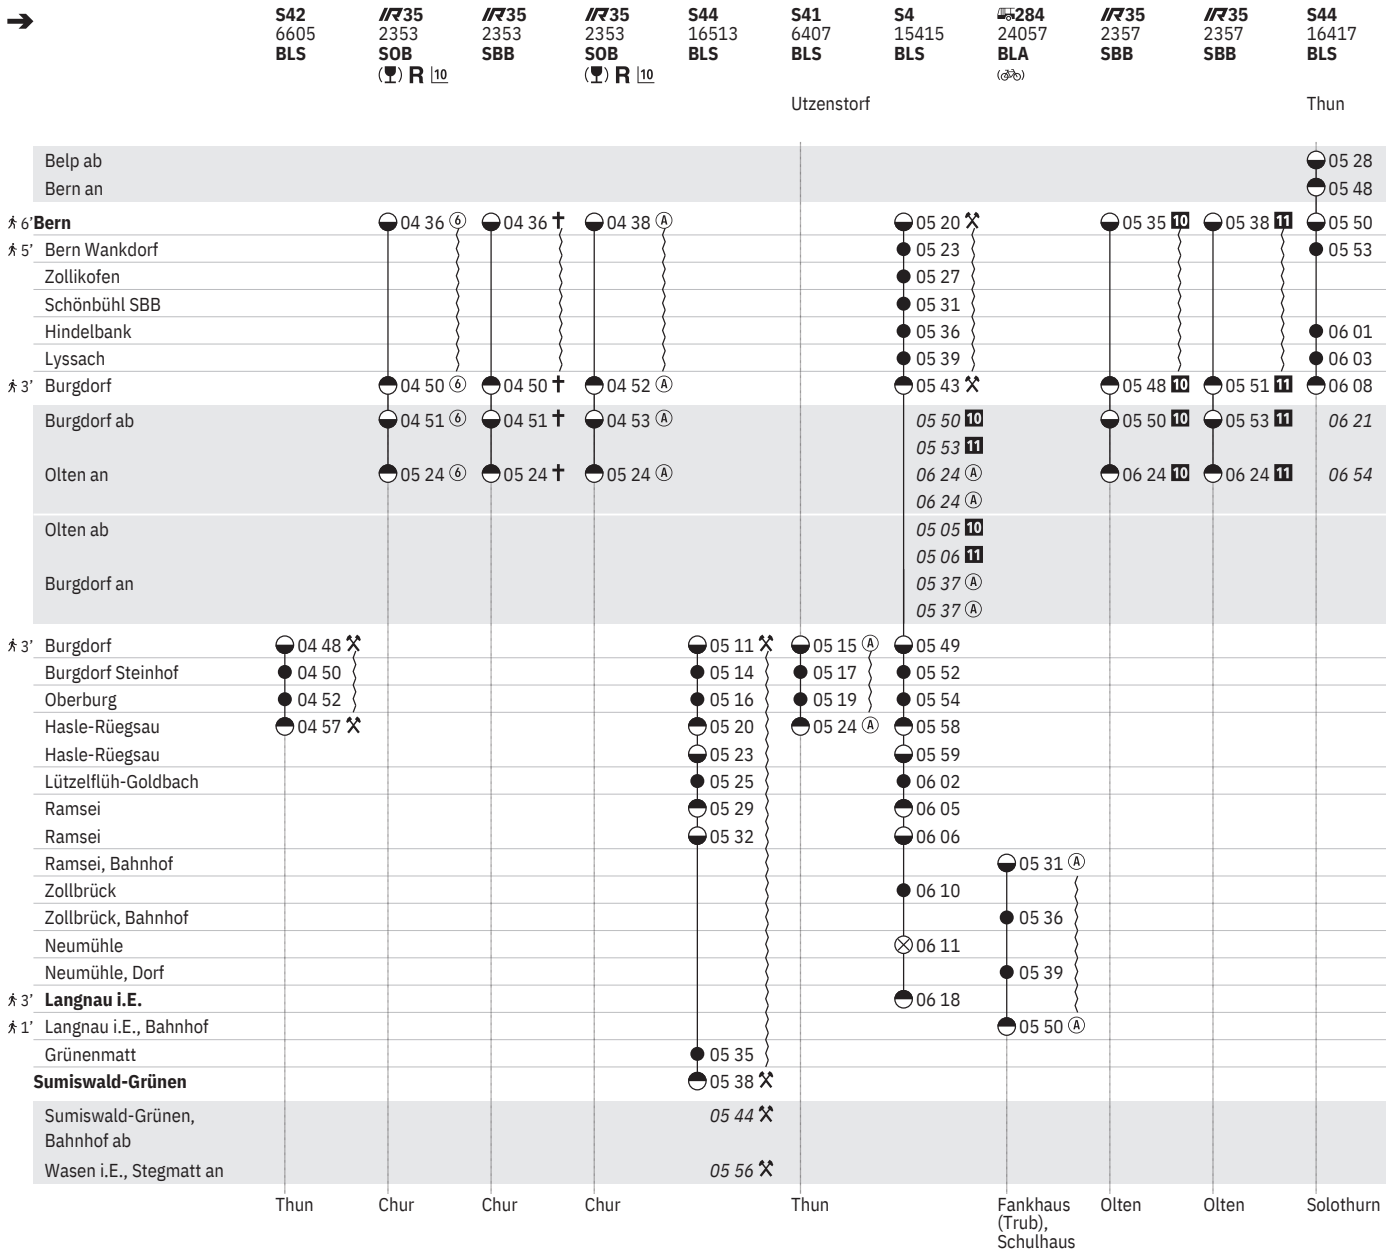 ➔ S42 IR35 IR35 IR35 S44 S41 S4 284 IR35 IR35 S44
6605 2353 2353 2353 16513 6407 15415 24057 2357 2357 16417
BLS SOB SBB SOB BLS BLS BLS BLA SBB SBB BLS
R 10 R 10
Utzenstorf Thun
Belp ab 05 28
Bern an 05 48
6' Bern 04 36 6 04 36 † 04 38 A 05 20 05 35 10 05 38 11 05 50
5' Bern Wankdorf 05 23 05 53
Zollikofen 05 27
Schönbühl SBB 05 31
Hindelbank 05 36 06 01
Lyssach 05 39 06 03
3' Burgdorf 04 50 6 04 50 † 04 52 A 05 43 05 48 10 05 51 11 06 08
Burgdorf ab 04 51 6 04 51 † 04 53 A 05 50 10 05 50 10 05 53 11 06 21
05 53 11
Olten an 05 24 6 05 24 † 05 24 A 06 24 A 06 24 10 06 24 11 06 54
06 24 A
Olten ab 05 05 10
05 06 11
Burgdorf an 05 37 A
05 37 A
3' Burgdorf 04 48 05 11 05 15 A 05 49
Burgdorf Steinhof 04 50 05 14 05 17 05 52
Oberburg 04 52 05 16 05 19 05 54
Hasle-Rüegsau 04 57 05 20 05 24 A 05 58
Hasle-Rüegsau 05 23 05 59
Lützelflüh-Goldbach 05 25 06 02
Ramsei 05 29 06 05
Ramsei 05 32 06 06
Ramsei, Bahnhof 05 31 A
Zollbrück 06 10
Zollbrück, Bahnhof 05 36
Neumühle 06 11
Neumühle, Dorf 05 39
3' Langnau i.E. 06 18
1' Langnau i.E., Bahnhof 05 50 A
Grünenmatt 05 35
Sumiswald-Grünen 05 38
Sumiswald-Grünen, 05 44
Bahnhof ab
Wasen i.E., Stegmatt an 05 56
Thun Chur Chur Chur Thun Fankhaus Olten Olten Solothurn
(Trub),
Schulhaus